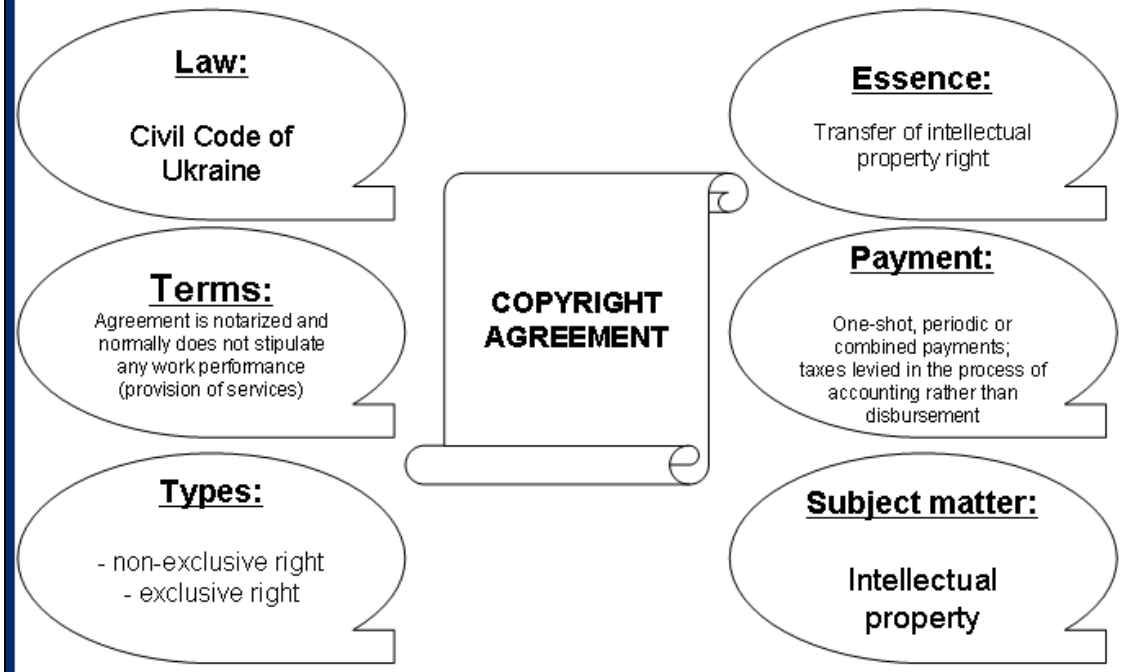 Law:
Civil Code of
Ukraine
Terms:
Agreement is notarized and
normally does not stipulate
any work performance
(provision of services)
Types:
- non-exclusive right
- exclusive right
COPYRIGHT
AGREEMENT
Essence:
Transfer of intellectual
property right
Payment:
One-shot, periodic or
combined payments;
taxes levied in the process of
accounting rather than
disbursement
Subject matter:
Intellectual
property